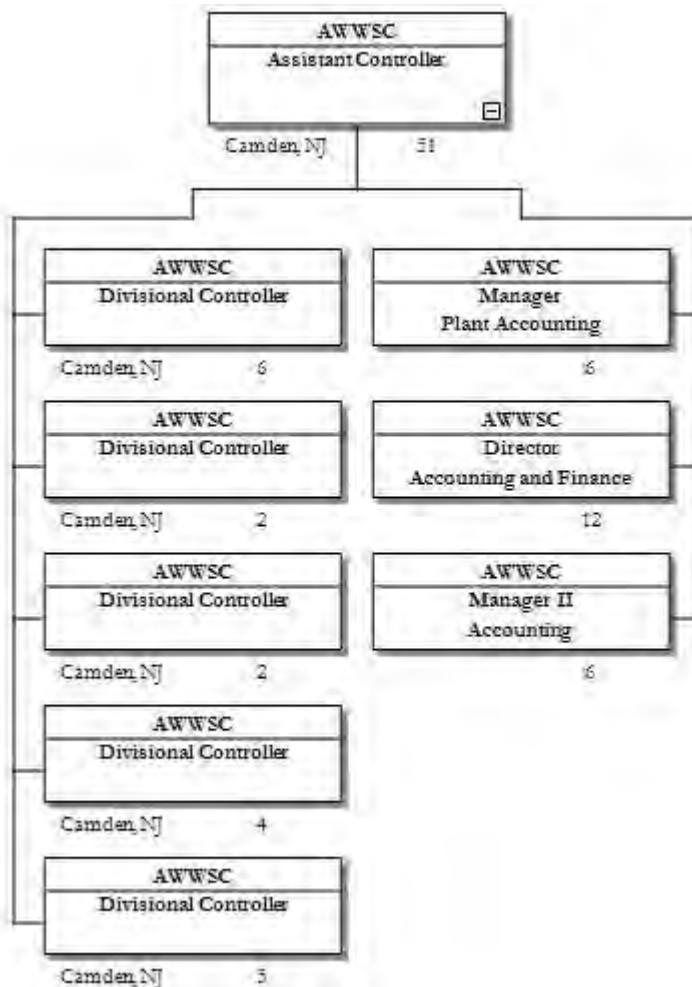 AWWSC
Assistant Controller
Camden, NJ 51
AWWSC
Divisional Controller
Camden, NJ 6
AWWSC
Manager
Plant Accounting
6
AWWSC
Divisional Controller
Camden, NJ 2
AWWSC
Director
Accounting and Finance
12
AWWSC
Divisional Controller
Camden, NJ 2
AWWSC
Manager II
Accounting
6
AWWSC
Divisional Controller
Camden, NJ 4
AWWSC
Divisional Controller
Camden, NJ 5